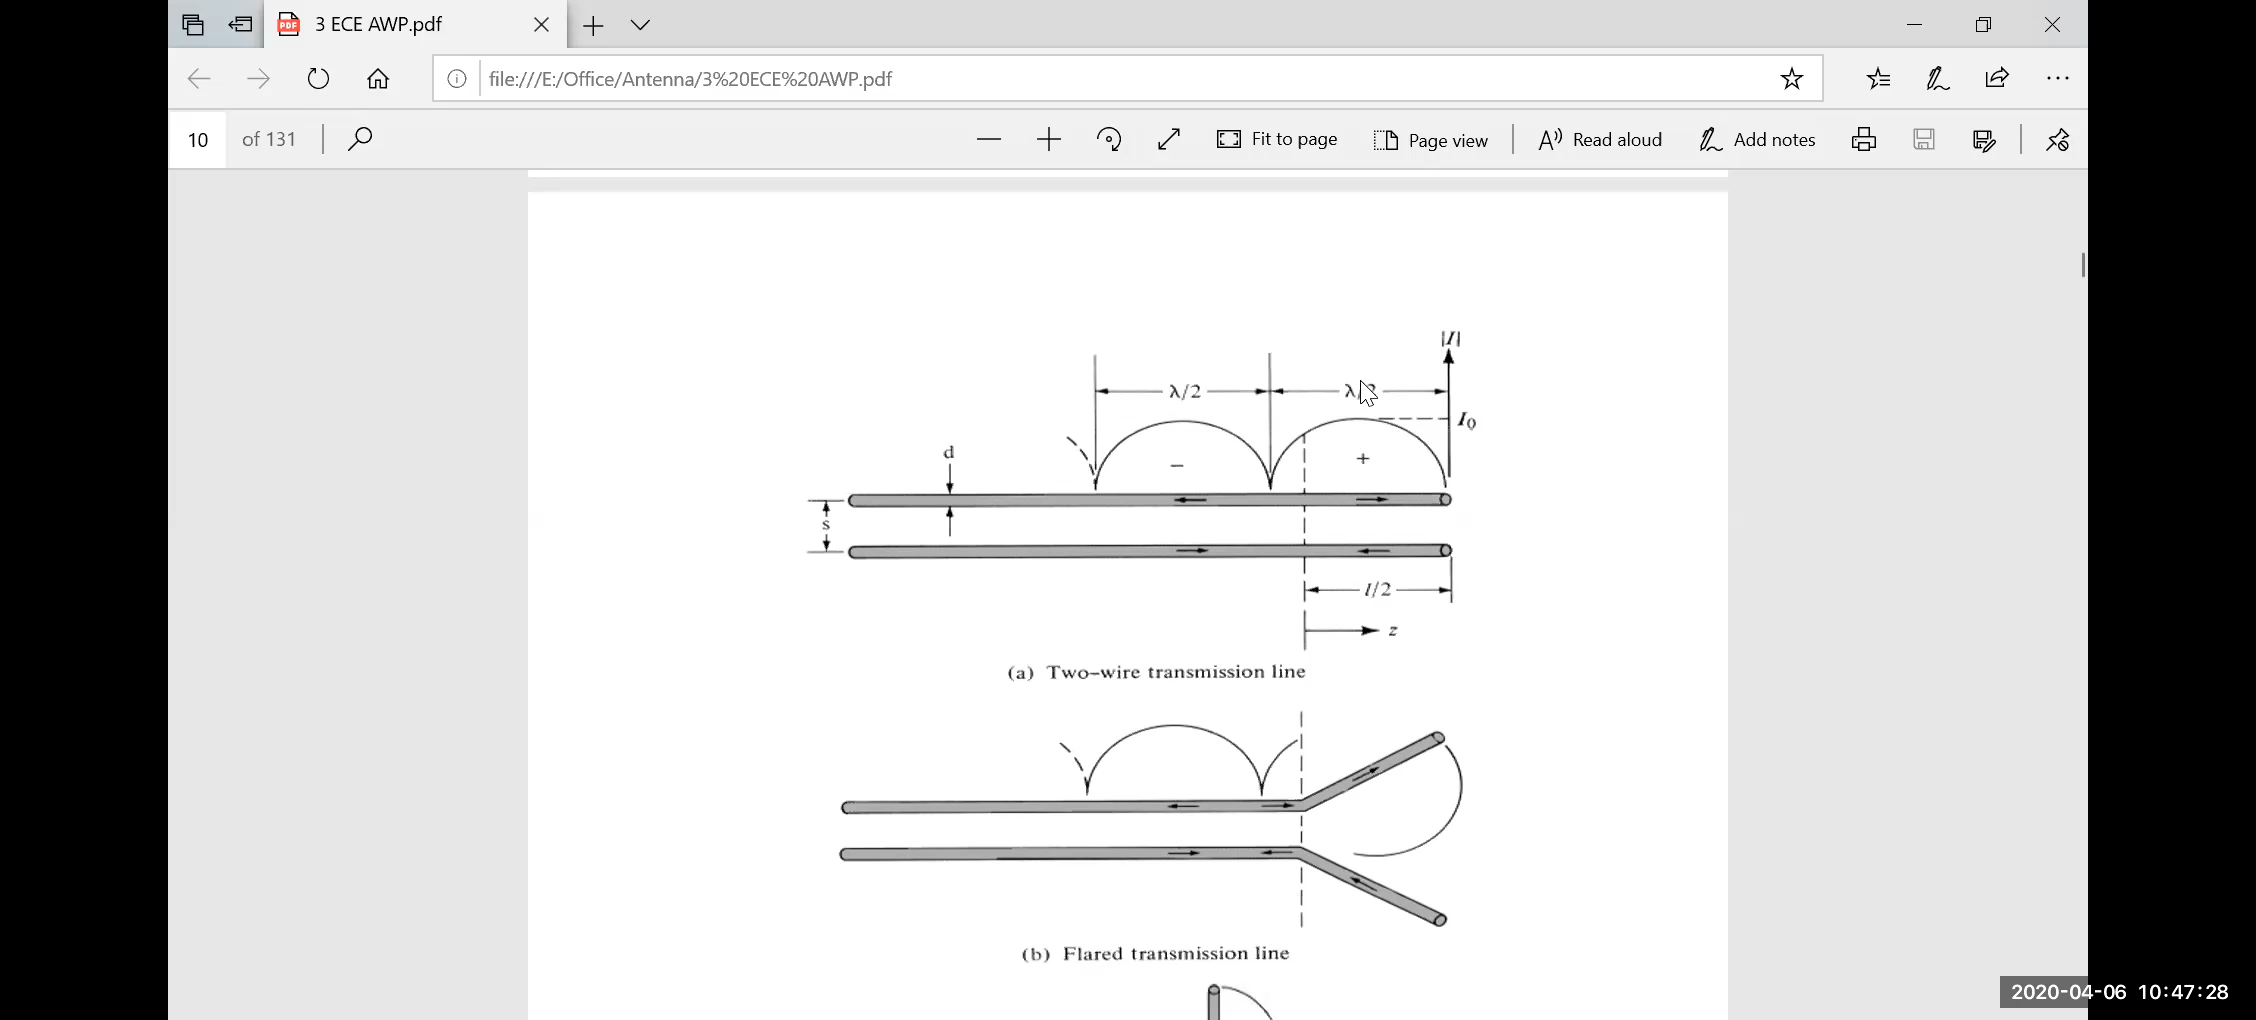 3 ECE AWP.pdf
file:///E:/Office/Antenna/3%20ECE%20AWP.pdf
10 of 131
Fit to page
Page view
Read aloud
Add notes
|I|
λ/2
I₀
d
−
+
s
l/2
z
(a) Two-wire transmission line
(b) Flared transmission line
2020-04-06 10:47:28